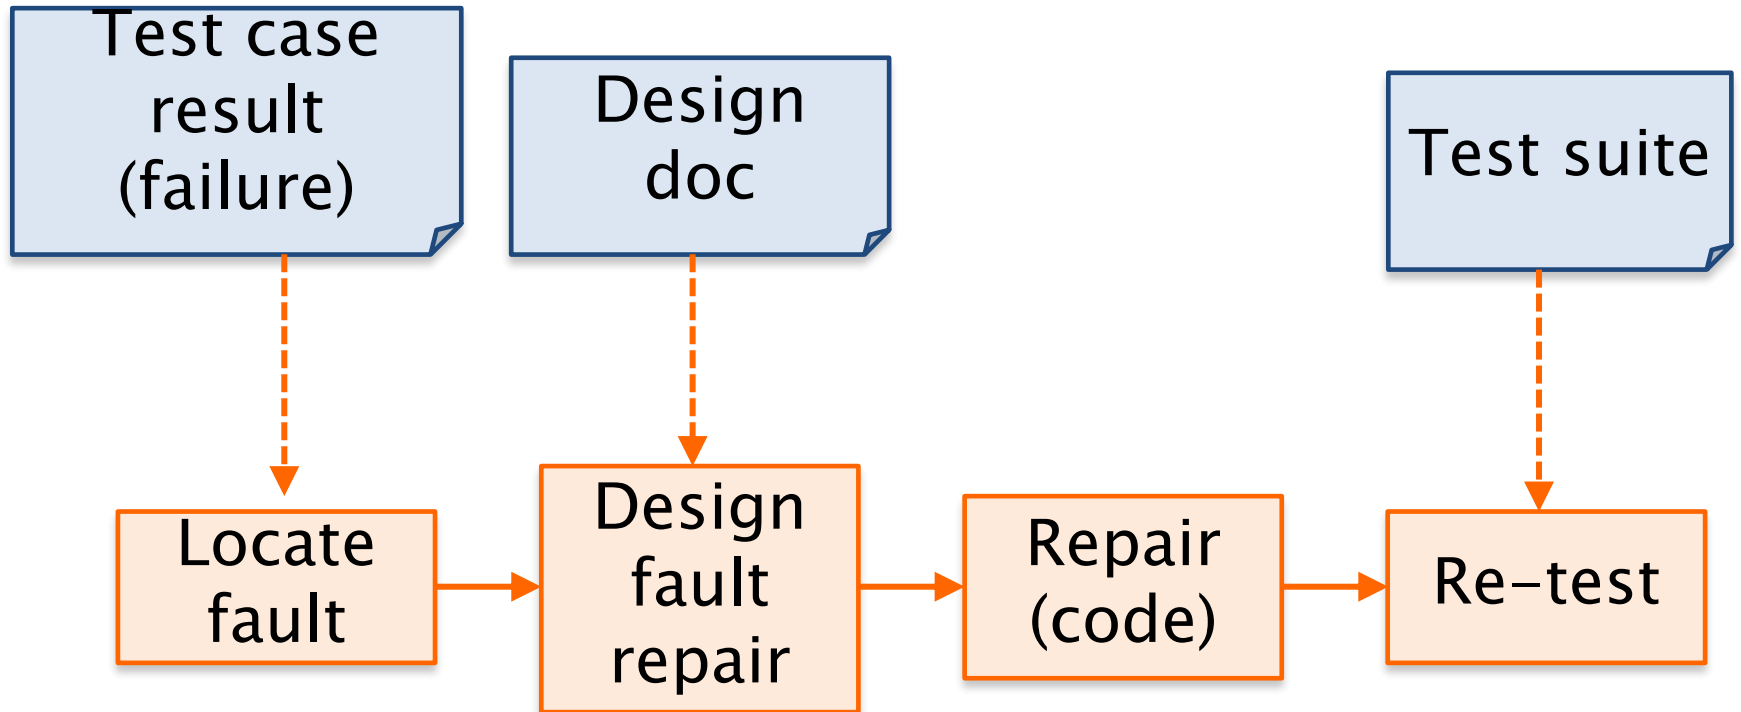 Test case
result
(failure)
Design
doc
Test suite
Locate
fault
Design
fault
repair
Repair
(code)
Re-test